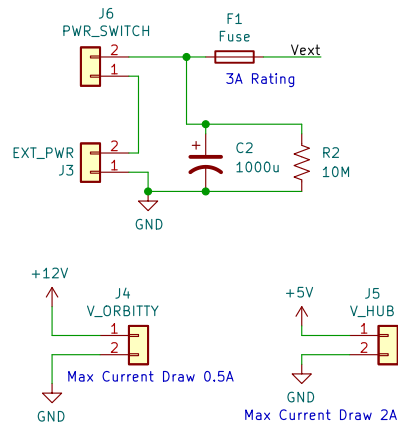 J6
PWR_SWITCH
2
1
F1
Fuse
Vext
3A Rating
EXT_PWR
J3
2
1
+
C2
1000u
R2
10M
GND
+12V
J4
V_ORBITTY
1
2
Max Current Draw 0.5A
GND
+5V
J5
V_HUB
1
2
GND
Max Current Draw 2A